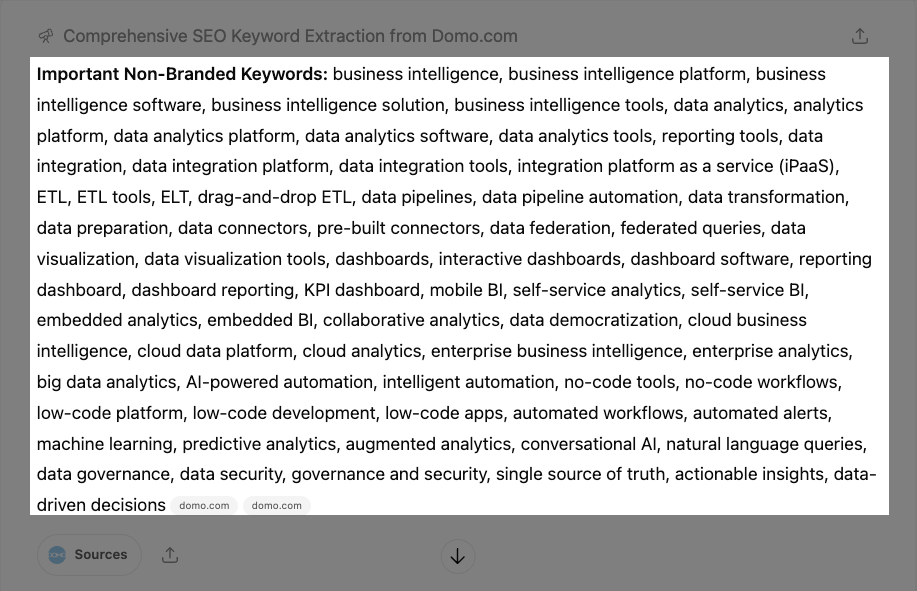 Comprehensive SEO Keyword Extraction from Domo.com
Important Non-Branded Keywords: business intelligence, business intelligence platform, business
intelligence software, business intelligence solution, business intelligence tools, data analytics, analytics
platform, data analytics platform, data analytics software, data analytics tools, reporting tools, data
integration, data integration platform, data integration tools, integration platform as a service (iPaaS),
ETL, ETL tools, ELT, drag-and-drop ETL, data pipelines, data pipeline automation, data transformation,
data preparation, data connectors, pre-built connectors, data federation, federated queries, data
visualization, data visualization tools, dashboards, interactive dashboards, dashboard software, reporting
dashboard, dashboard reporting, KPI dashboard, mobile BI, self-service analytics, self-service BI,
embedded analytics, embedded BI, collaborative analytics, data democratization, cloud business
intelligence, cloud data platform, cloud analytics, enterprise business intelligence, enterprise analytics,
big data analytics, AI-powered automation, intelligent automation, no-code tools, no-code workflows,
low-code platform, low-code development, low-code apps, automated workflows, automated alerts,
machine learning, predictive analytics, augmented analytics, conversational AI, natural language queries,
data governance, data security, governance and security, single source of truth, actionable insights, data-
driven decisions domo.com domo.com
DOMO Sources